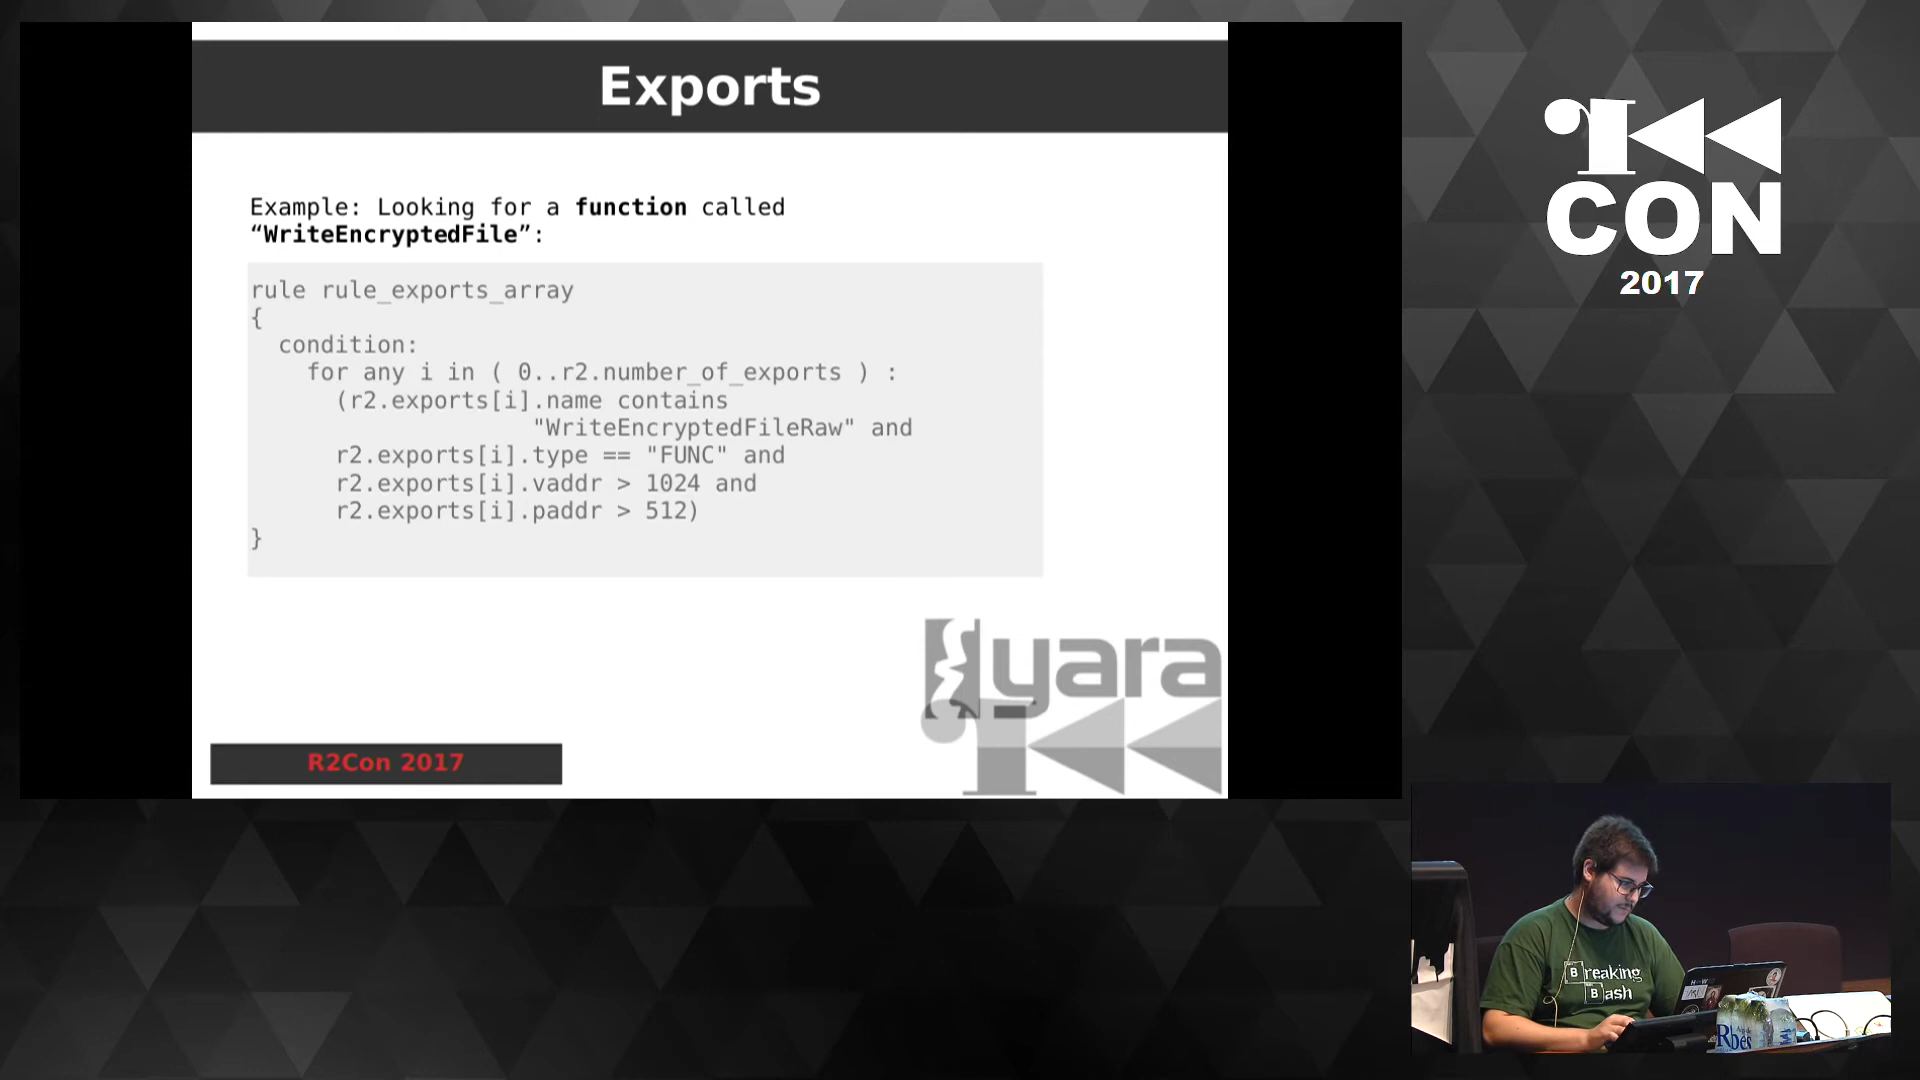 Exports
Example: Looking for a function called
“WriteEncryptedFile”:
rule rule_exports_array
{
  condition:
    for any i in ( 0..r2.number_of_exports ) :
      (r2.exports[i].name contains
                    "WriteEncryptedFileRaw" and
      r2.exports[i].type == "FUNC" and
      r2.exports[i].vaddr > 1024 and
      r2.exports[i].paddr > 512)
}
yara
R2Con 2017
CON
2017
Breaking
Bash